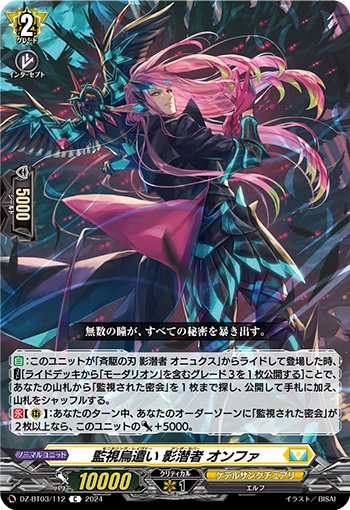 2
グレード
インターセプト
5000
シールド
無数の瞳が、すべての秘密を暴き出す。
自:このユニットが「斉駆の刃 影潜者 オニュクス」からライドして登場した時、
[ライドデッキから「モーダリオン」を含むグレード3を1枚公開する]ことで、
あなたの山札から「監視された密会」を1枚まで探し、公開して手札に加え、
山札をシャッフルする。
永【R】:あなたのターン中、あなたのオーダーゾーンに「監視された密会」が
2枚以上なら、このユニットの+5000。
ノーマルユニット
監視鳥遣い 影潜者 オンファ
パワー
10000
クリティカル
1
ケテルサンクチュアリ
エルフ
DZ-BT03/112 C 2024
イラスト/BISAI